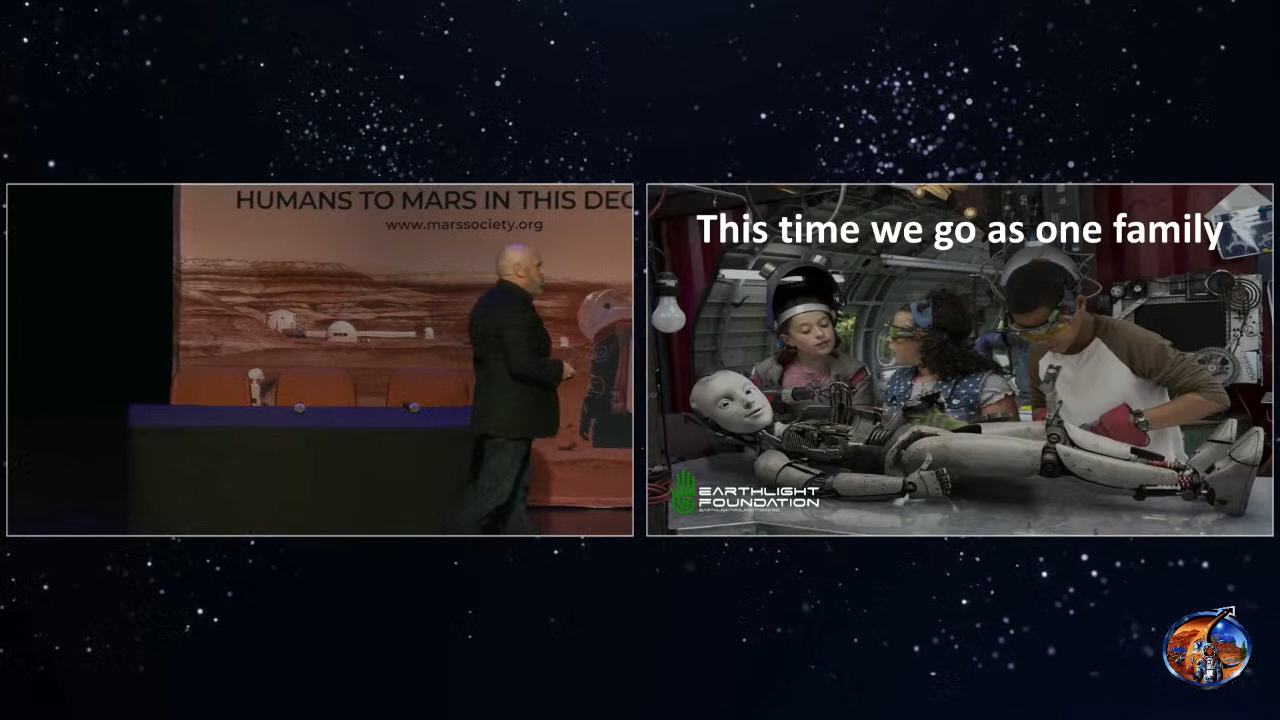 HUMANS TO MARS IN THIS DEC
www.marssociety.org
This time we go as one family
EARTHLIGHT
FOUNDATION